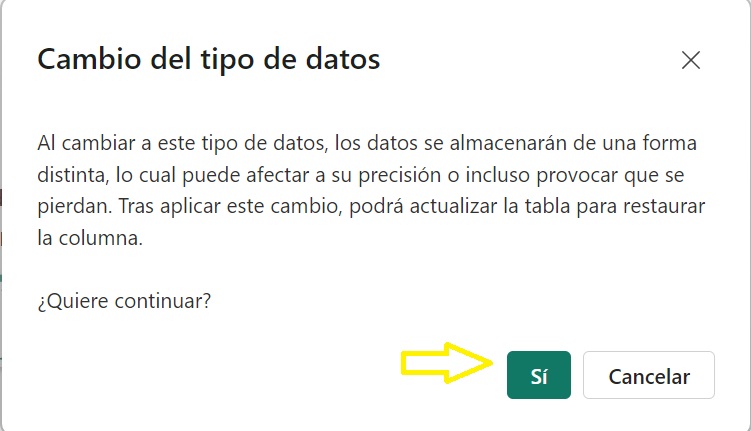 Cambio del tipo de datos
Al cambiar a este tipo de datos, los datos se almacenarán de una forma
distinta, lo cual puede afectar a su precisión o incluso provocar que se
pierdan. Tras aplicar este cambio, podrá actualizar la tabla para restaurar
la columna.
¿Quiere continuar?
Sí
Cancelar